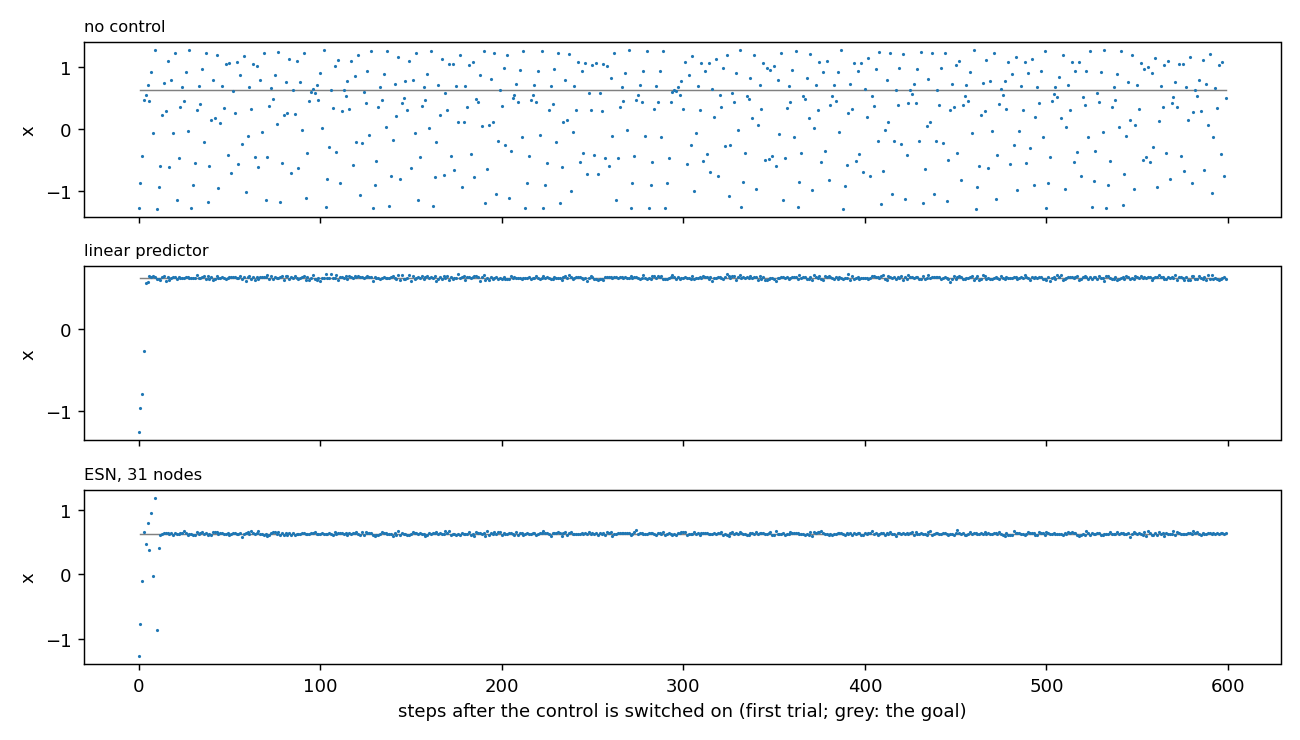 no control
1
0
−1
x
linear predictor
0
−1
x
ESN, 31 nodes
1
0
−1
x
0 100 200 300 400 500 600
steps after the control is switched on (first trial; grey: the goal)